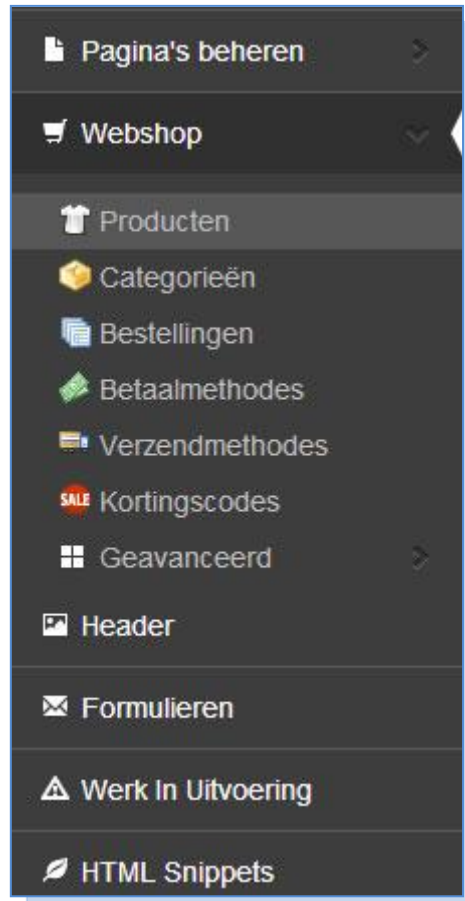 Pagina's beheren
Webshop
Producten
Categorieën
Bestellingen
Betaalmethodes
Verzendmethodes
SALE Kortingscodes
Geavanceerd
Header
Formulieren
Werk In Uitvoering
HTML Snippets